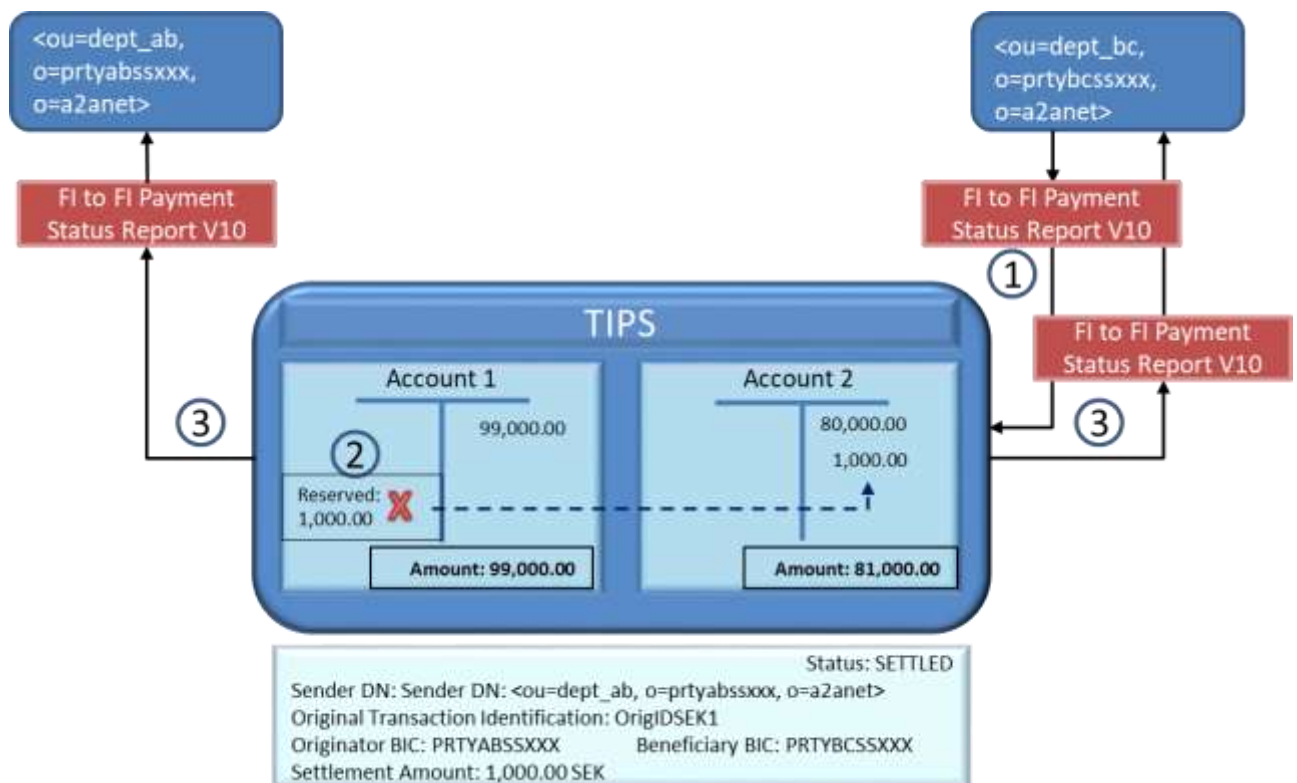 <ou=dept_ab,
o=prtyabssxxx,
o=a2anet>
<ou=dept_bc,
o=prtybcssxxx,
o=a2anet>
FI to FI Payment
Status Report V10
FI to FI Payment
Status Report V10
1
FI to FI Payment
Status Report V10
TIPS
Account 1
99,000.00
2
Reserved:
1,000.00 X
Amount: 99,000.00
Account 2
80,000.00
1,000.00
Amount: 81,000.00
3
3
Status: SETTLED
Sender DN: Sender DN: <ou=dept_ab, o=prtyabssxxx, o=a2anet>
Original Transaction Identification: OrigIDSEK1
Originator BIC: PRTYABSSXXX Beneficiary BIC: PRTYBCSSXXX
Settlement Amount: 1,000.00 SEK